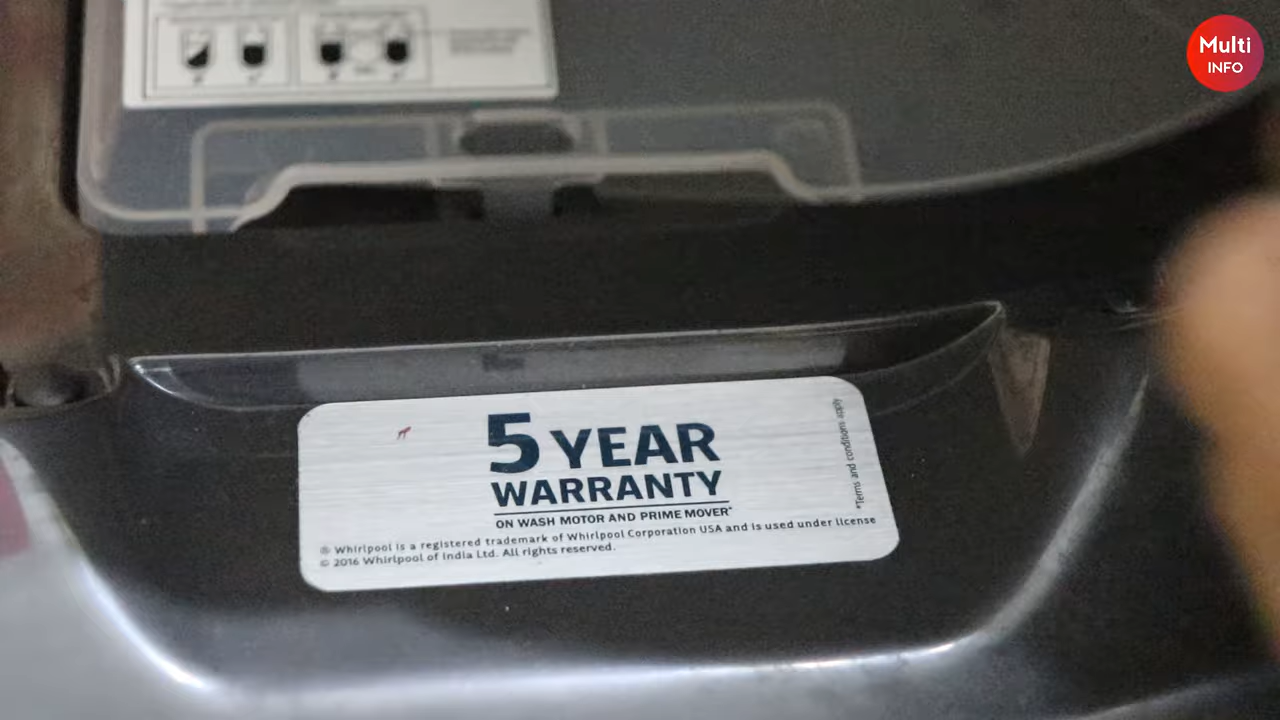 Multi
INFO
5 YEAR
WARRANTY
ON WASH MOTOR AND PRIME MOVER*
® Whirlpool is a registered trademark of Whirlpool Corporation USA and is used under license
© 2016 Whirlpool of India Ltd. All rights reserved.
*Terms and conditions apply